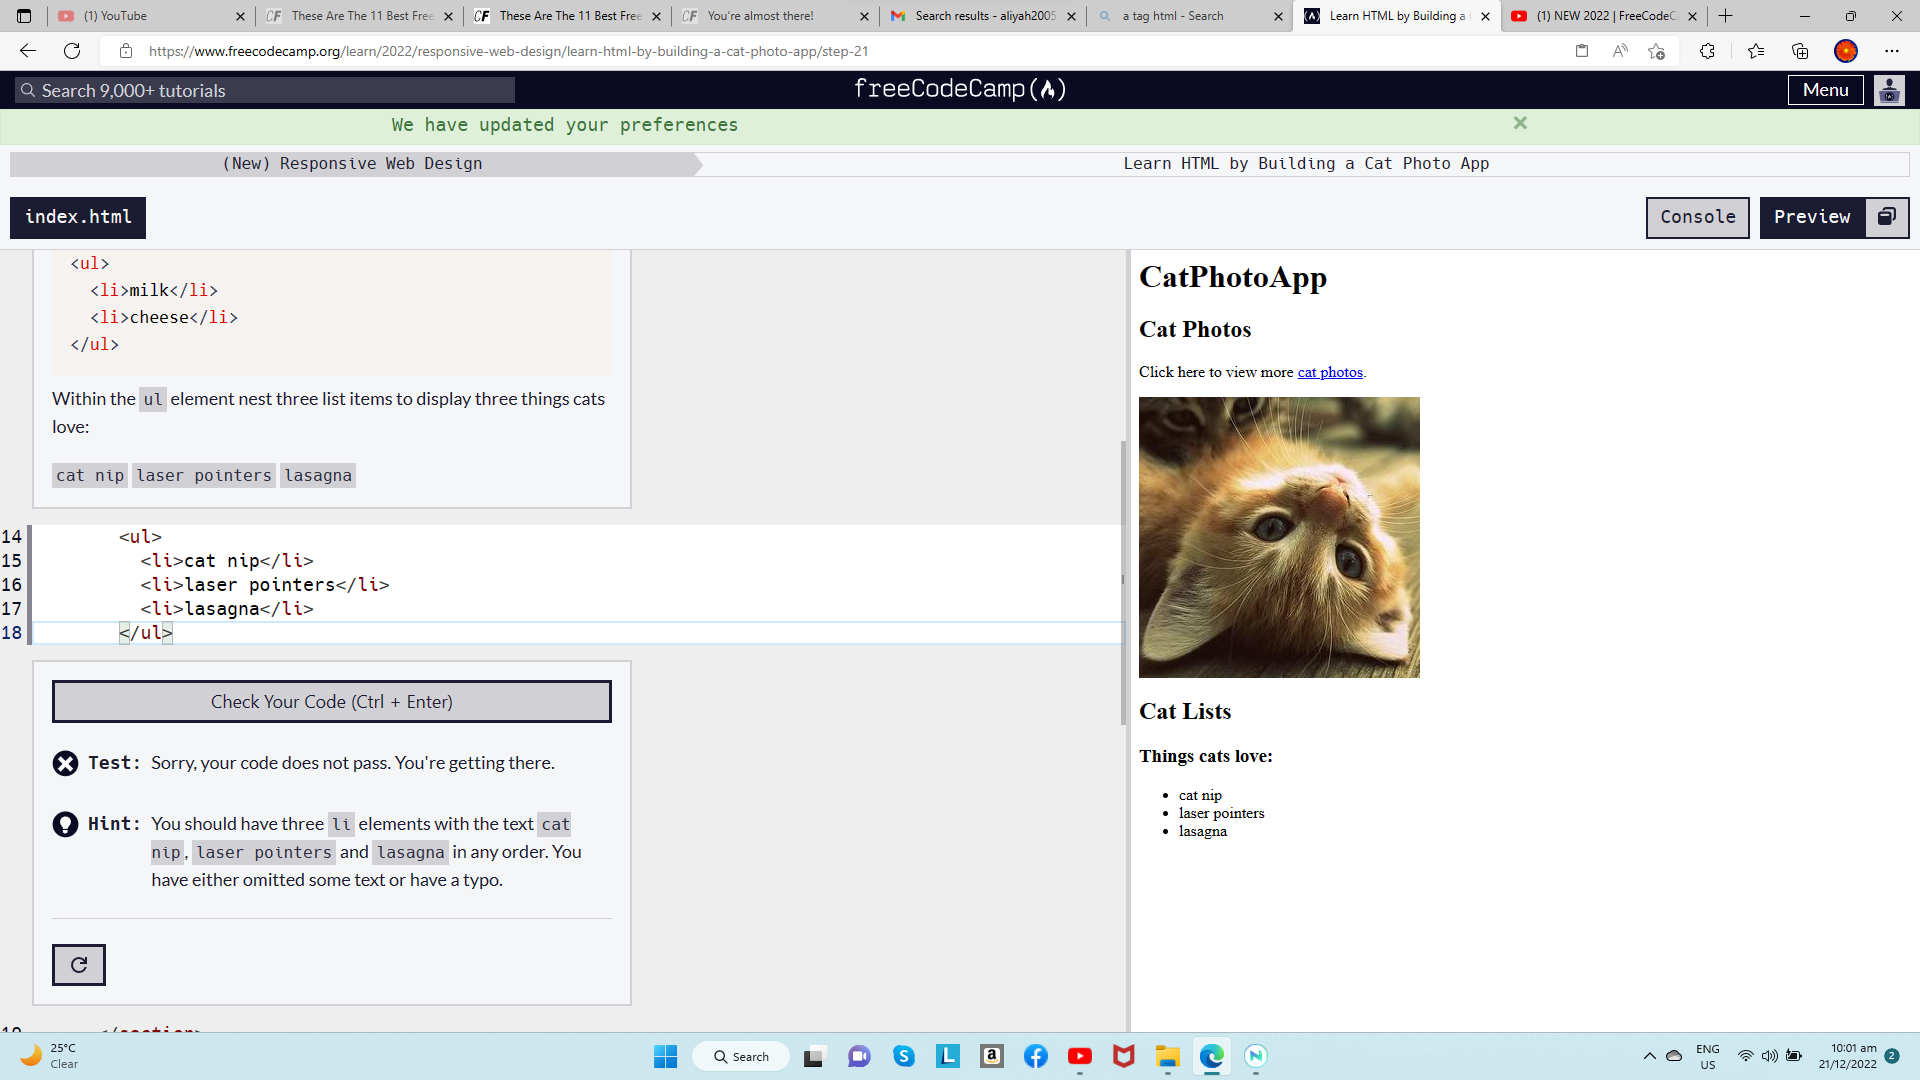 (1) YouTube
These Are The 11 Best Free
These Are The 11 Best Free
You're almost there!
Search results - aliyah2005
a tag html - Search
Learn HTML by Building a
(1) NEW 2022 | FreeCodeC
https://www.freecodecamp.org/learn/2022/responsive-web-design/learn-html-by-building-a-cat-photo-app/step-21
Search 9,000+ tutorials
freeCodeCamp
Menu
We have updated your preferences
(New) Responsive Web Design
Learn HTML by Building a Cat Photo App
index.html
Console
Preview
<ul>
<li>milk</li>
<li>cheese</li>
</ul>
Within the ul element nest three list items to display three things cats
love:
cat nip laser pointers lasagna
14 <ul>
15 <li>cat nip</li>
16 <li>laser pointers</li>
17 <li>lasagna</li>
18 </ul>
Check Your Code (Ctrl + Enter)
Test: Sorry, your code does not pass. You're getting there.
Hint: You should have three li elements with the text cat
nip, laser pointers and lasagna in any order. You
have either omitted some text or have a typo.
19 </section>
CatPhotoApp
Cat Photos
Click here to view more cat photos.
Cat Lists
Things cats love:
• cat nip
• laser pointers
• lasagna
25°C
Clear
Search
ENG
US
10:01 am
21/12/2022
2